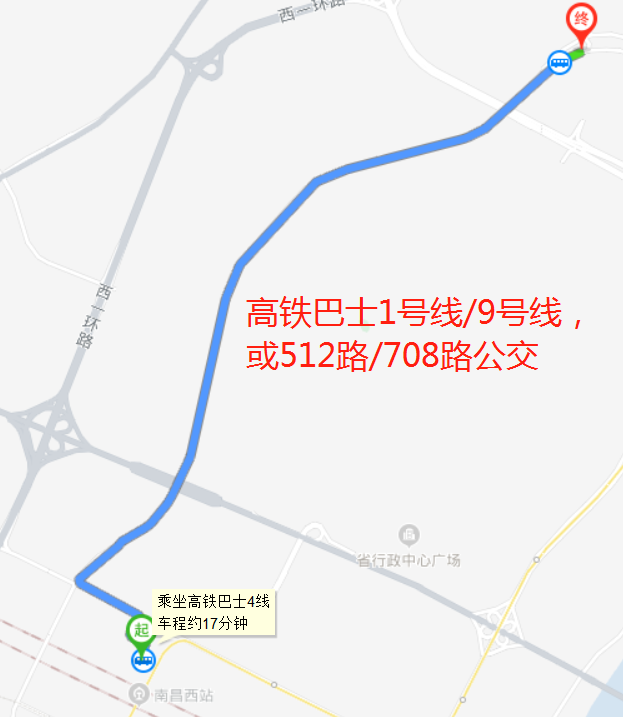 西一环路
终
西一环路
高铁巴士1号线/9号线，
或512路/708路公交
省行政中心广场
乘坐高铁巴士4线
车程约17分钟
起
南昌西站